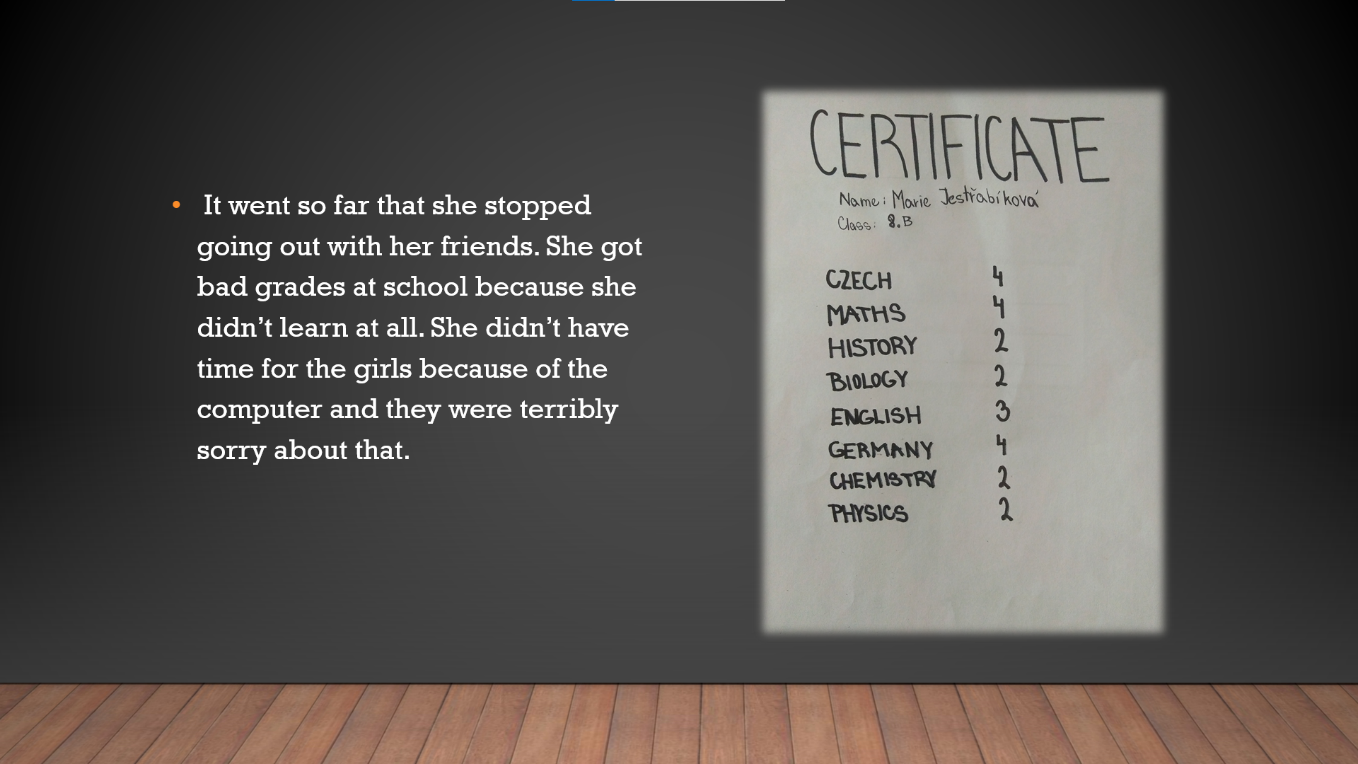 It went so far that she stopped
going out with her friends. She got
bad grades at school because she
didn’t learn at all. She didn’t have
time for the girls because of the
computer and they were terribly
sorry about that.
CERTIFICATE
Name: Marie Jestřabíková
Class: 8.B
CZECH 4
MATHS 4
HISTORY 2
BIOLOGY 2
ENGLISH 3
GERMANY 4
CHEMISTRY 2
PHYSICS 2